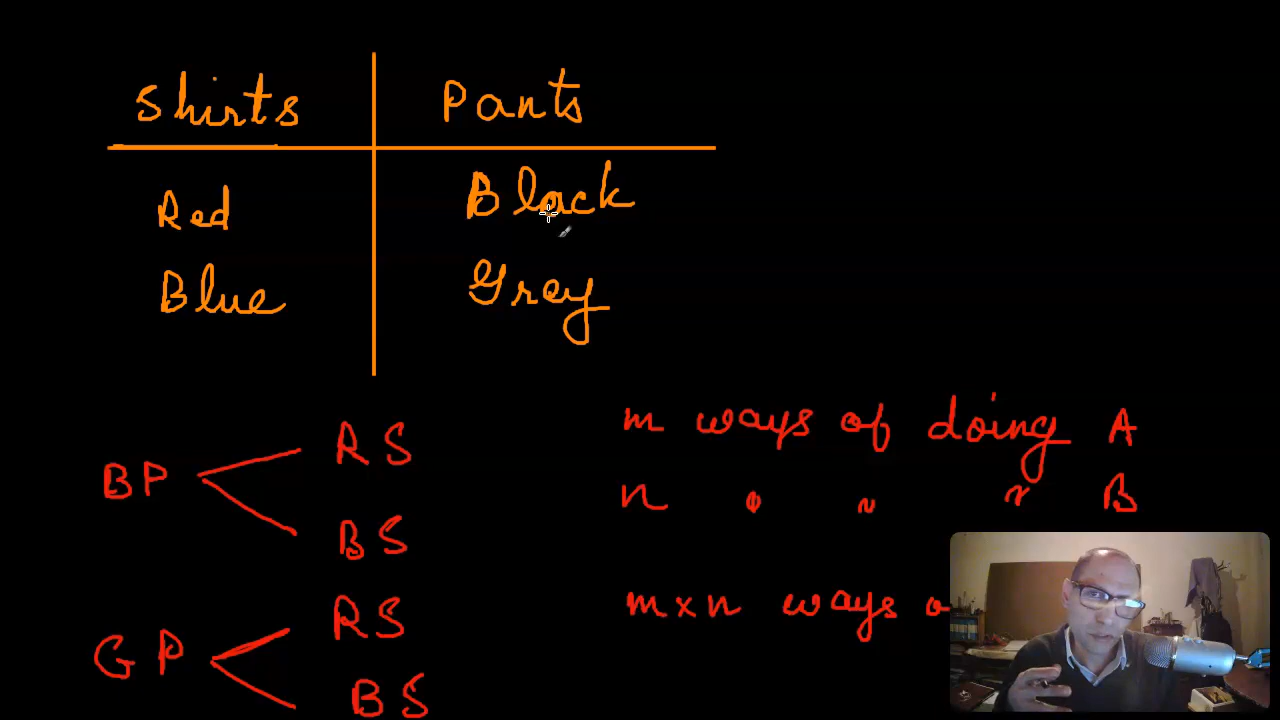 Shirts Pants
Red Black
Blue Grey
BP RS
BS
GP RS
BS
m ways of doing A
n " " " B
m×n ways